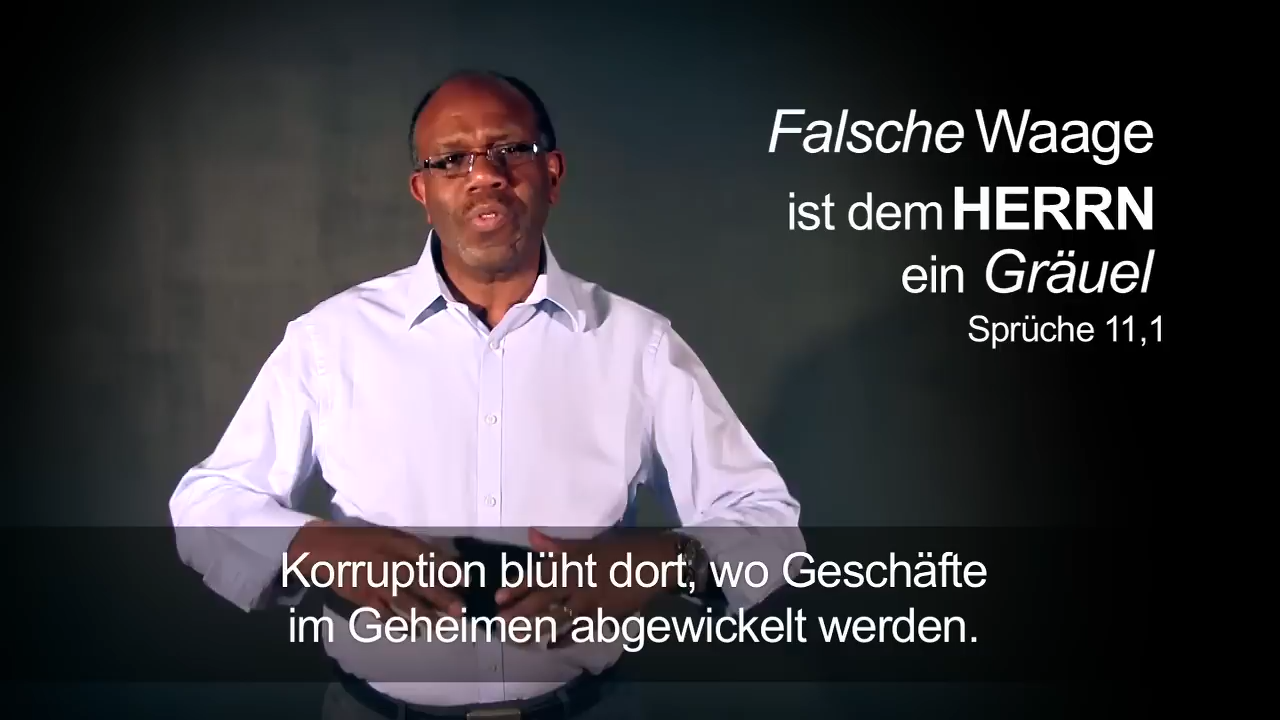 Falsche Waage
ist dem HERRN
ein Gräuel
Sprüche 11,1
Korruption blüht dort, wo Geschäfte
im Geheimen abgewickelt werden.